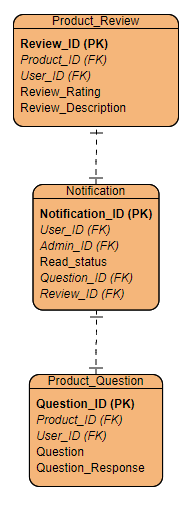 Product_Review
Review_ID (PK)
Product_ID (FK)
User_ID (FK)
Review_Rating
Review_Description
Notification
Notification_ID (PK)
User_ID (FK)
Admin_ID (FK)
Read_status
Question_ID (FK)
Review_ID (FK)
Product_Question
Question_ID (PK)
Product_ID (FK)
User_ID (FK)
Question
Question_Response